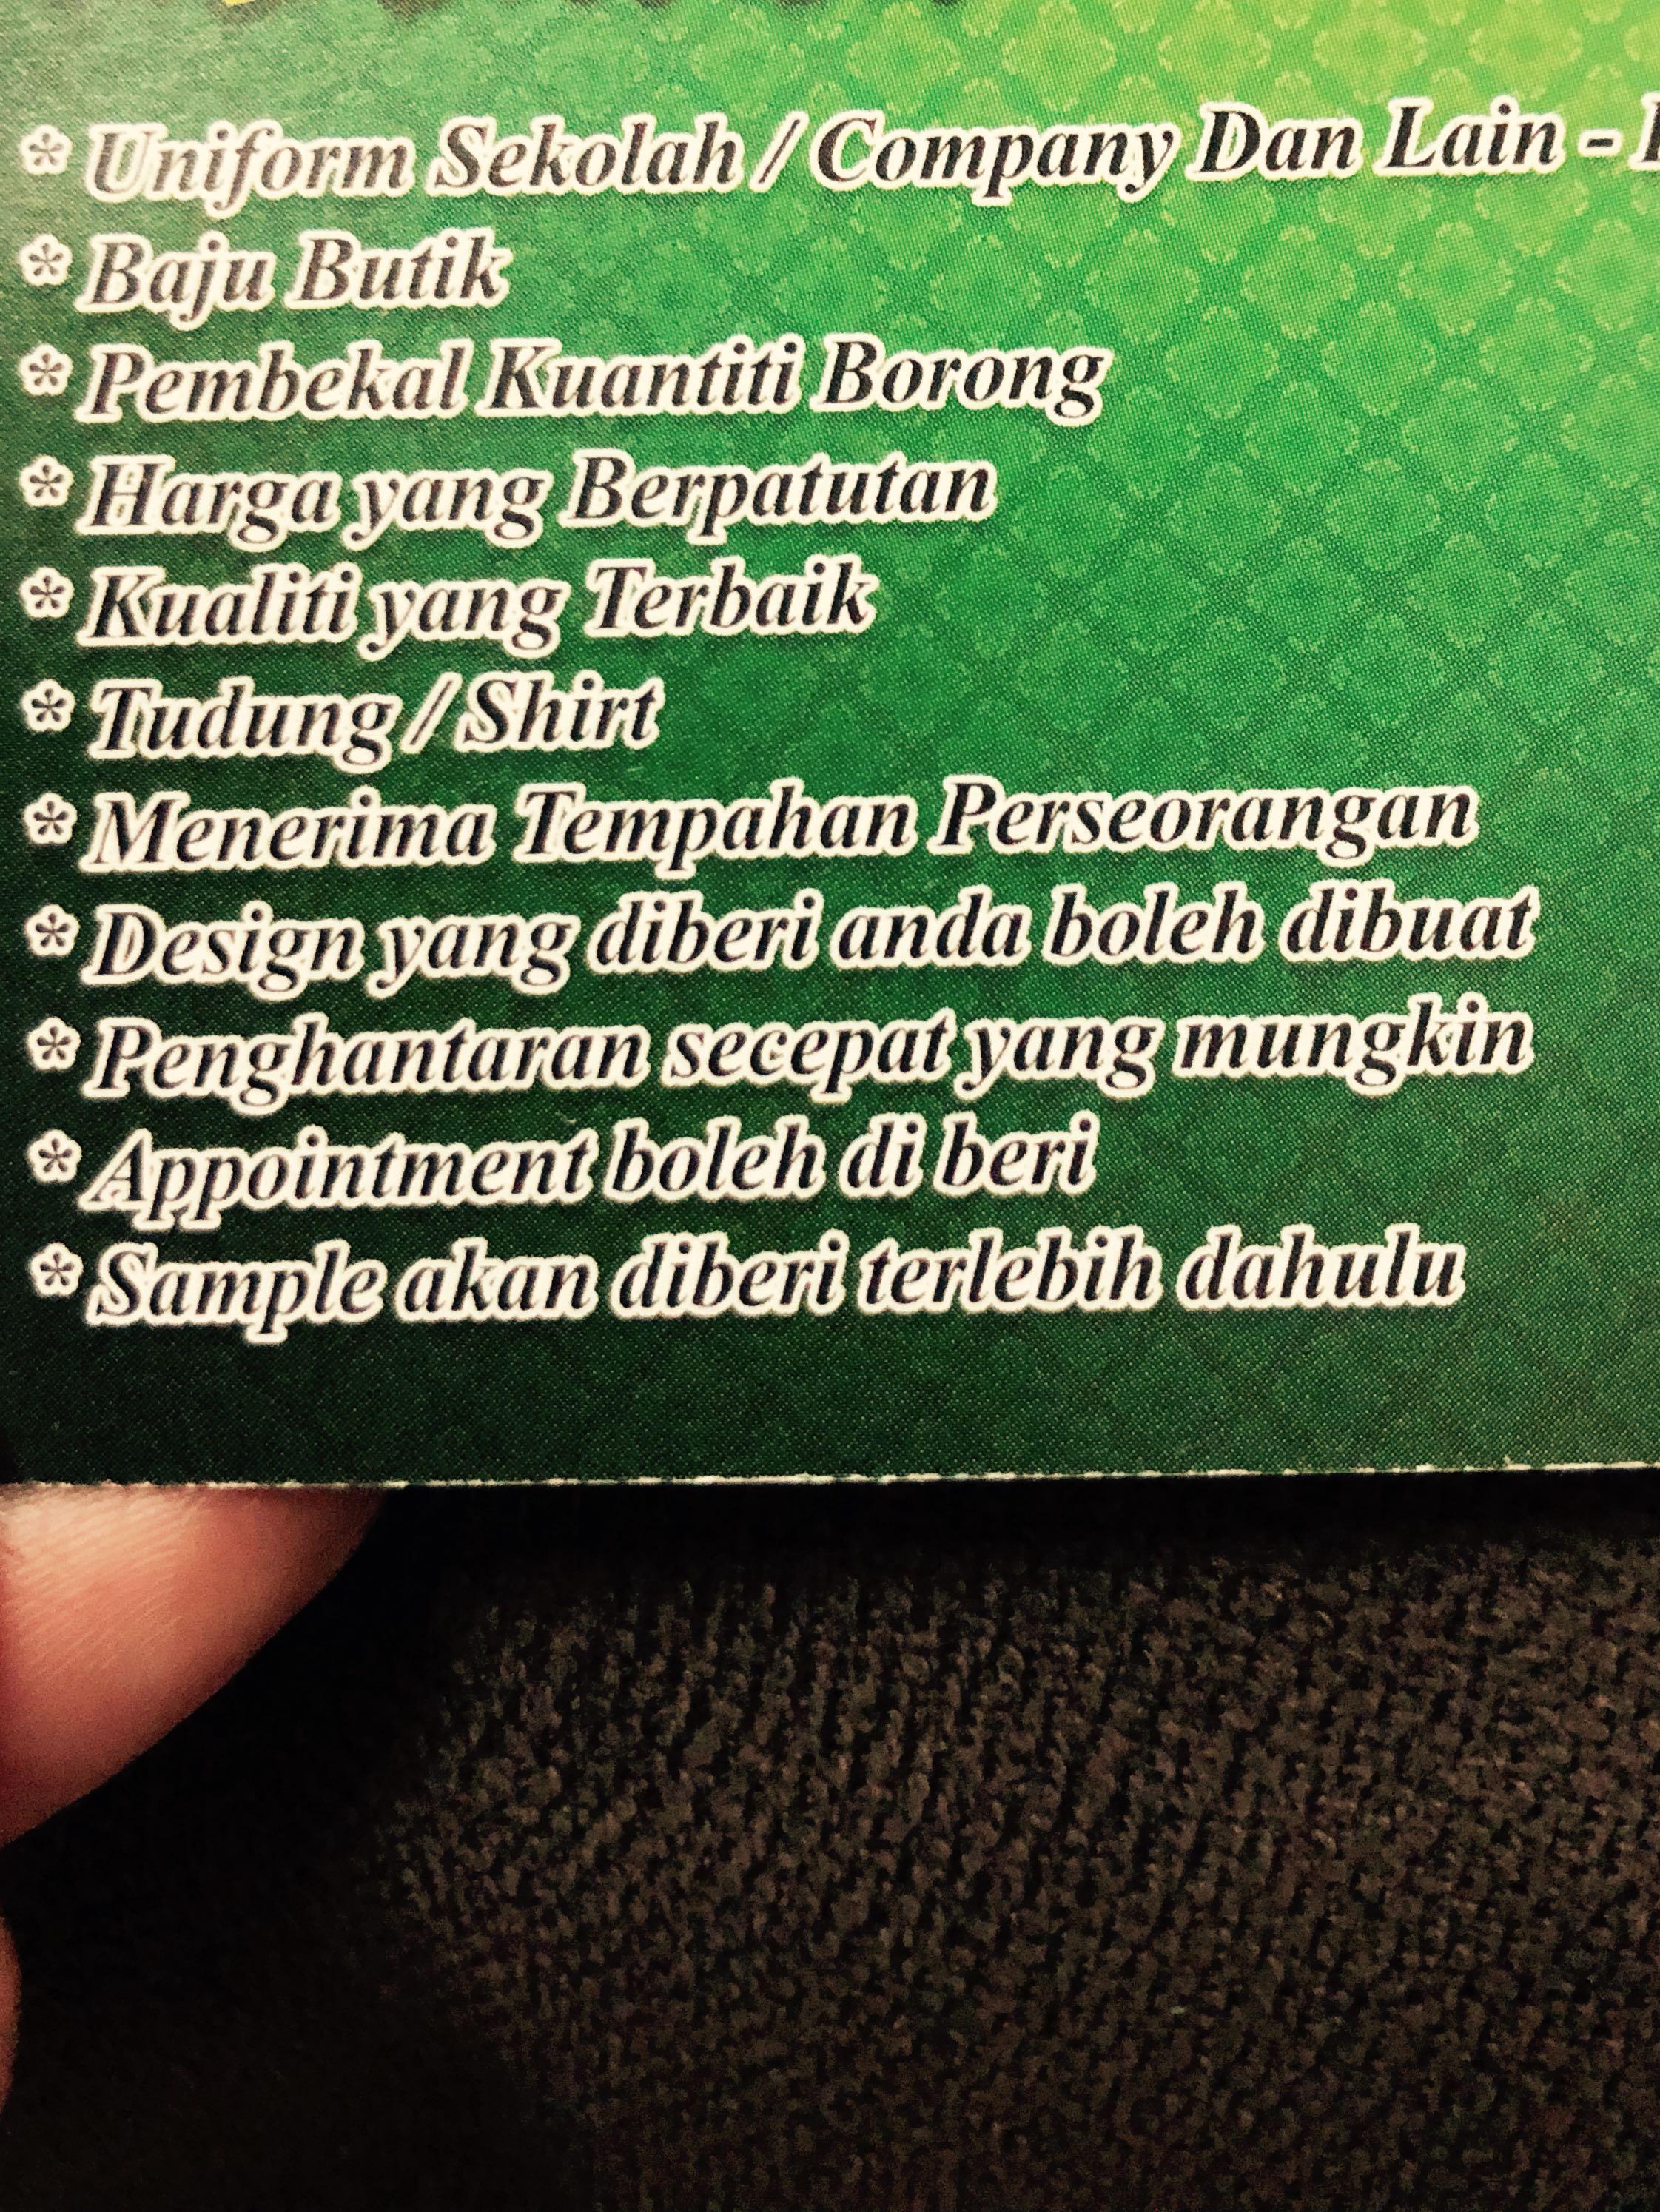 * Uniform Sekolah / Company Dan Lain -
* Baju Butik
* Pembekal Kuantiti Borong
* Harga yang Berpatutan
* Kualiti yang Terbaik
* Tudung / Shirt
* Menerima Tempahan Perseorangan
* Design yang diberi anda boleh dibuat
* Penghantaran secepat yang mungkin
* Appointment boleh di beri
* Sample akan diberi terlebih dahulu